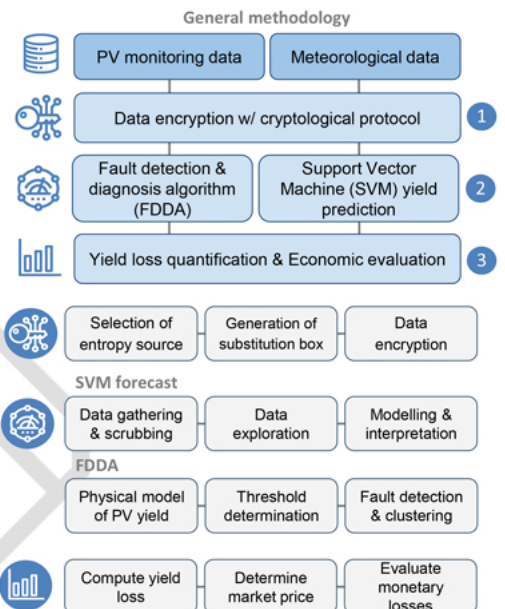 General methodology
PV monitoring data
Meteorological data
Data encryption w/ cryptological protocol
1
Fault detection &
diagnosis algorithm
(FDDA)
Support Vector
Machine (SVM) yield
prediction
2
Yield loss quantification & Economic evaluation
3
Selection of
entropy source
Generation of
substitution box
Data
encryption
SVM forecast
Data gathering
& scrubbing
Data
exploration
Modelling &
interpretation
FDDA
Physical model
of PV yield
Threshold
determination
Fault detection
& clustering
Compute yield
loss
Determine
market price
Evaluate
monetary
losses